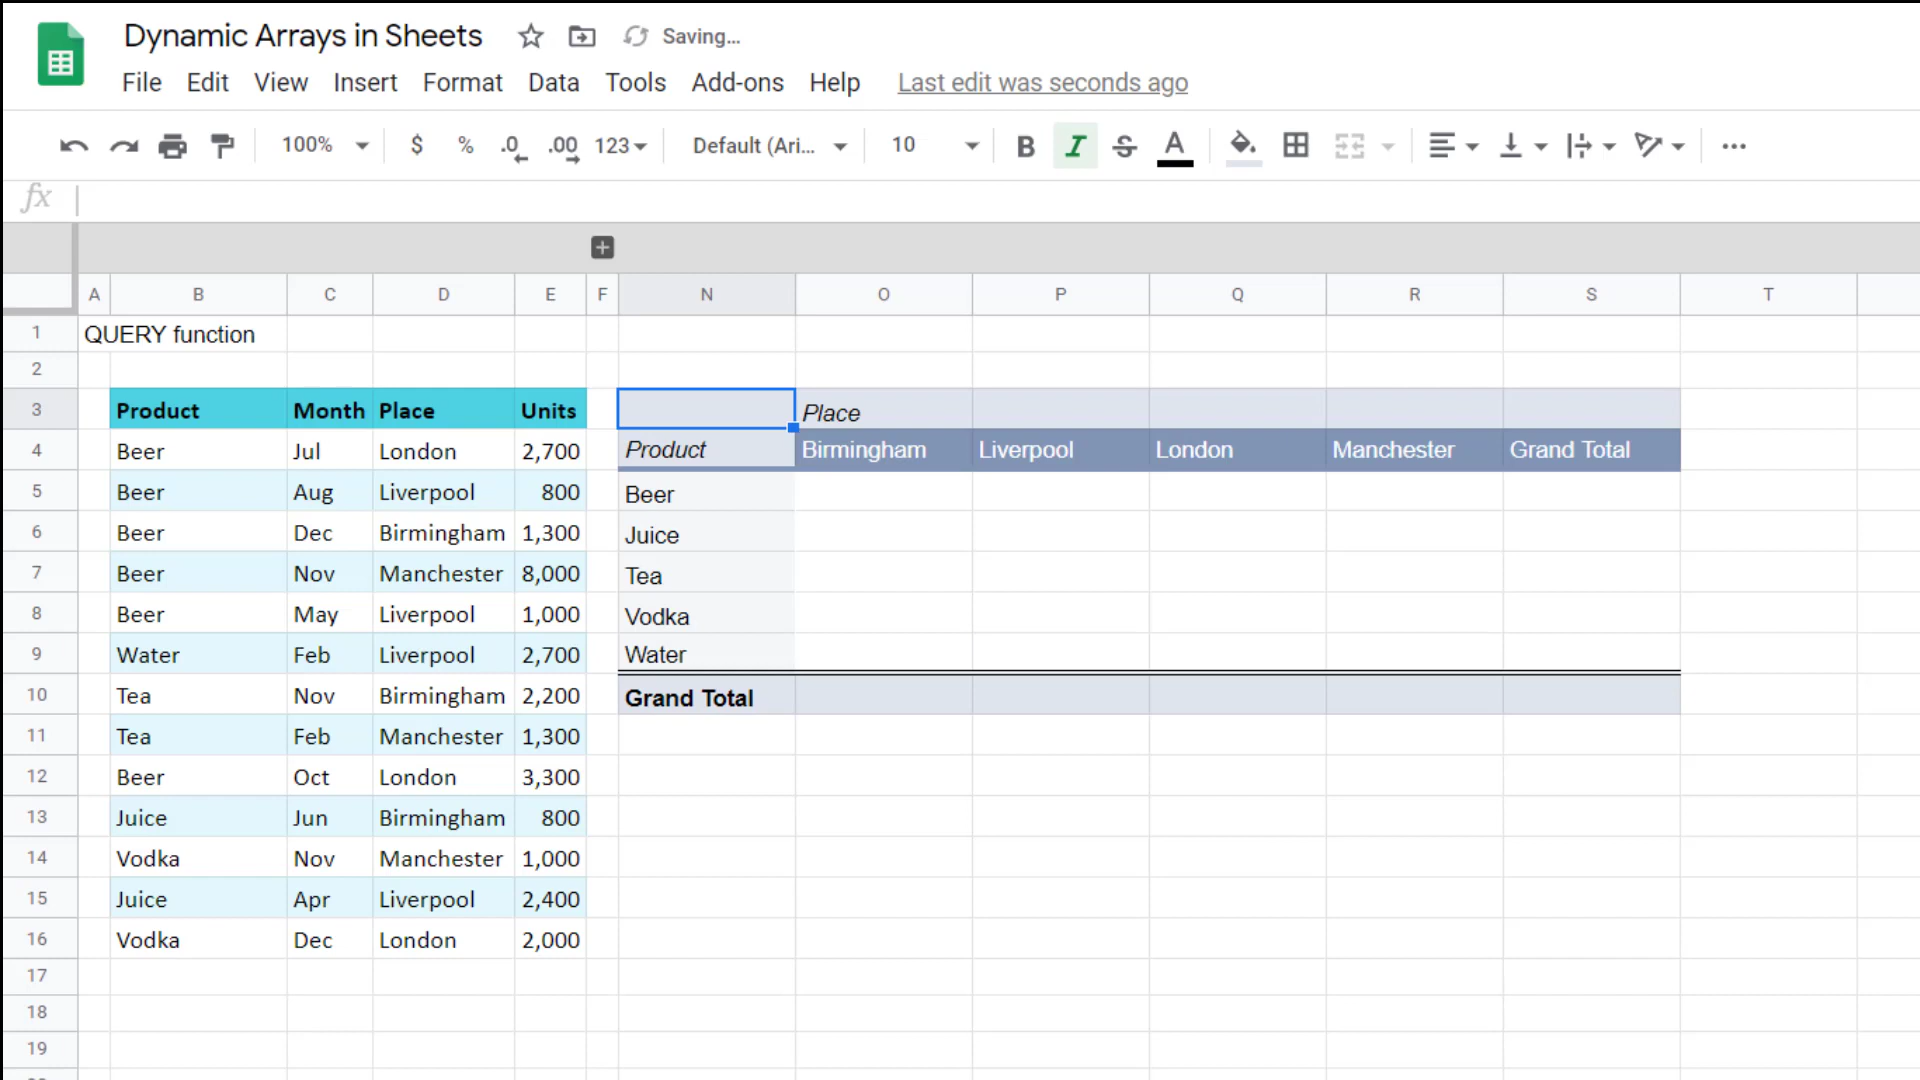 Dynamic Arrays in Sheets Saving...
File Edit View Insert Format Data Tools Add-ons Help Last edit was seconds ago
100% $ % .0 .00 123 Default (Ari... 10 B I S A
fx
A B C D E F N O P Q R S T
1 QUERY function
2
3 Product Month Place Units Place
4 Beer Jul London 2,700 Product Birmingham Liverpool London Manchester Grand Total
5 Beer Aug Liverpool 800 Beer
6 Beer Dec Birmingham 1,300 Juice
7 Beer Nov Manchester 8,000 Tea
8 Beer May Liverpool 1,000 Vodka
9 Water Feb Liverpool 2,700 Water
10 Tea Nov Birmingham 2,200 Grand Total
11 Tea Feb Manchester 1,300
12 Beer Oct London 3,300
13 Juice Jun Birmingham 800
14 Vodka Nov Manchester 1,000
15 Juice Apr Liverpool 2,400
16 Vodka Dec London 2,000
17
18
19